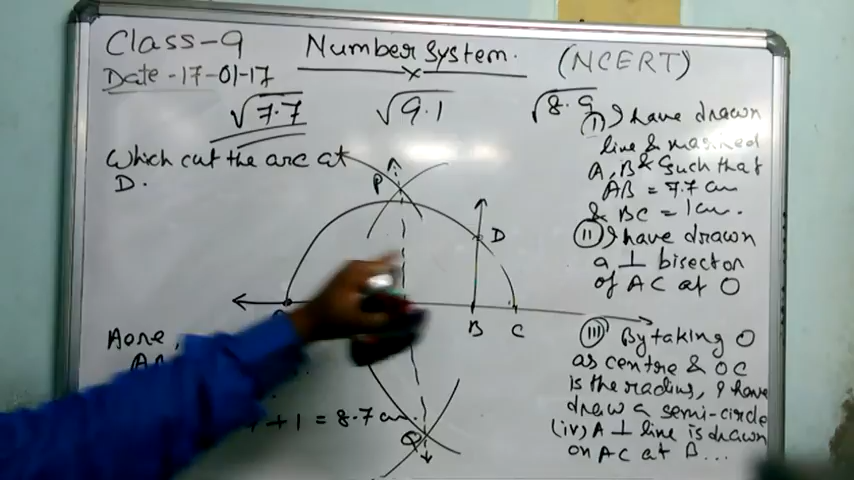 Class-9
Number System.
(NCERT)
Date -17-01-17
√7.7
√9.1
√8.9
(I) I have drawn
line & marked
A, B & C such that
AB = 7.7 cm
& BC = 1 cm.
(II) I have drawn
a ⊥ bisector
of AC at O
(III) By taking O
as centre & OC
is the radius, I have
draw a semi-circle
(iv) A ⊥ line is drawn
on AC at B...
Which cut the arc at
D.
P
D
B
C
Q
+ 1 = 8.7 cm.